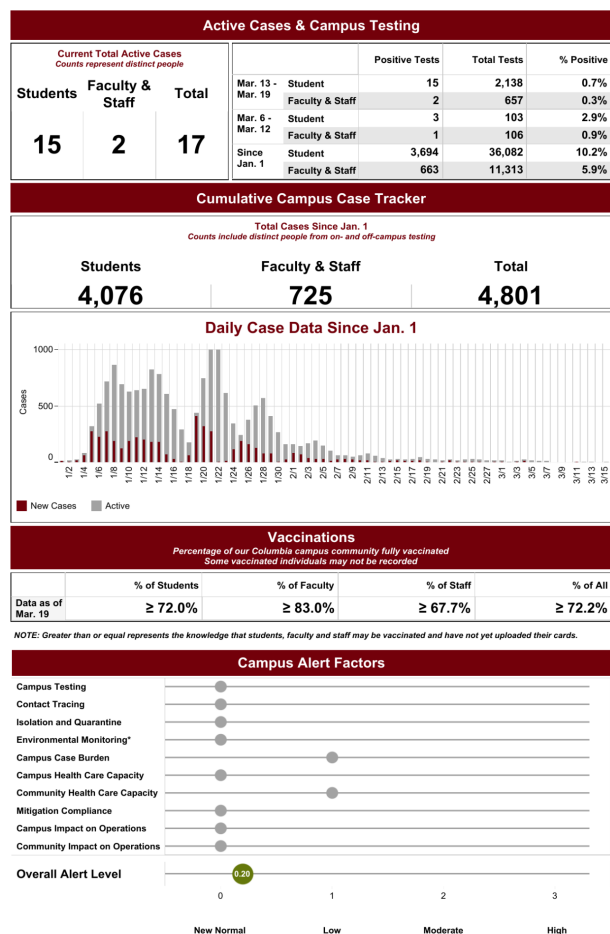 Active Cases & Campus Testing
Current Total Active Cases
Counts represent distinct people
Students Faculty & Staff Total
15 2 17
Positive Tests Total Tests % Positive
Mar. 13 - Mar. 19 Student 15 2,138 0.7%
Faculty & Staff 2 657 0.3%
Mar. 6 - Mar. 12 Student 3 103 2.9%
Faculty & Staff 1 106 0.9%
Since Jan. 1 Student 3,694 36,082 10.2%
Faculty & Staff 663 11,313 5.9%
Cumulative Campus Case Tracker
Total Cases Since Jan. 1
Counts include distinct people from on- and off-campus testing
Students Faculty & Staff Total
4,076 725 4,801
Daily Case Data Since Jan. 1
Cases
1000
500
0
1/2 1/4 1/6 1/8 1/10 1/12 1/14 1/16 1/18 1/20 1/22 1/24 1/26 1/28 1/30 2/1 2/3 2/5 2/7 2/9 2/11 2/13 2/15 2/17 2/19 2/21 2/23 2/25 2/27 3/1 3/3 3/5 3/7 3/9 3/11 3/13 3/15
New Cases Active
Vaccinations
Percentage of our Columbia campus community fully vaccinated
Some vaccinated individuals may not be recorded
% of Students % of Faculty % of Staff % of All
Data as of Mar. 19 ≥ 72.0% ≥ 83.0% ≥ 67.7% ≥ 72.2%
NOTE: Greater than or equal represents the knowledge that students, faculty and staff may be vaccinated and have not yet uploaded their cards.
Campus Alert Factors
Campus Testing
Contact Tracing
Isolation and Quarantine
Environmental Monitoring*
Campus Case Burden
Campus Health Care Capacity
Community Health Care Capacity
Mitigation Compliance
Campus Impact on Operations
Community Impact on Operations
Overall Alert Level 0.20
0 1 2 3
New Normal Low Moderate High